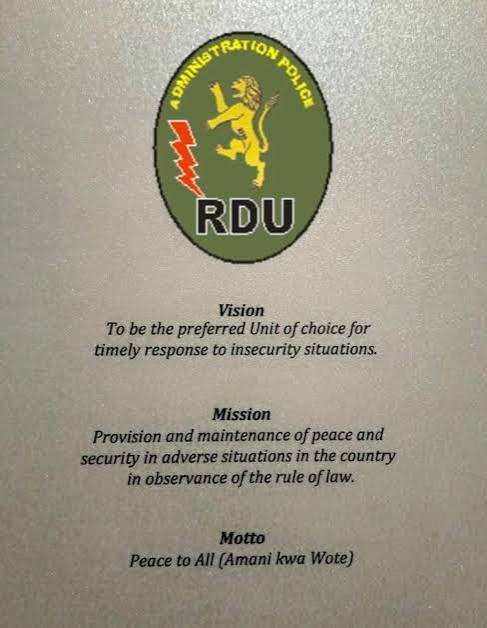 ADMINISTRATION POLICE
RDU
Vision
To be the preferred Unit of choice for
timely response to insecurity situations.
Mission
Provision and maintenance of peace and
security in adverse situations in the country
in observance of the rule of law.
Motto
Peace to All (Amani kwa Wote)